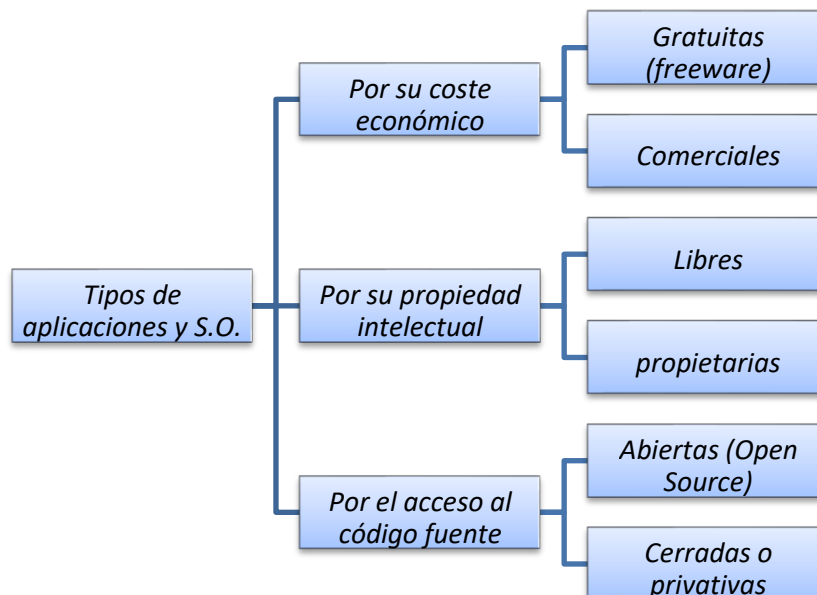 Tipos de
aplicaciones y S.O.
Por su coste
económico
Gratuitas
(freeware)
Comerciales
Por su propiedad
intelectual
Libres
propietarias
Por el acceso al
código fuente
Abiertas (Open
Source)
Cerradas o
privativas